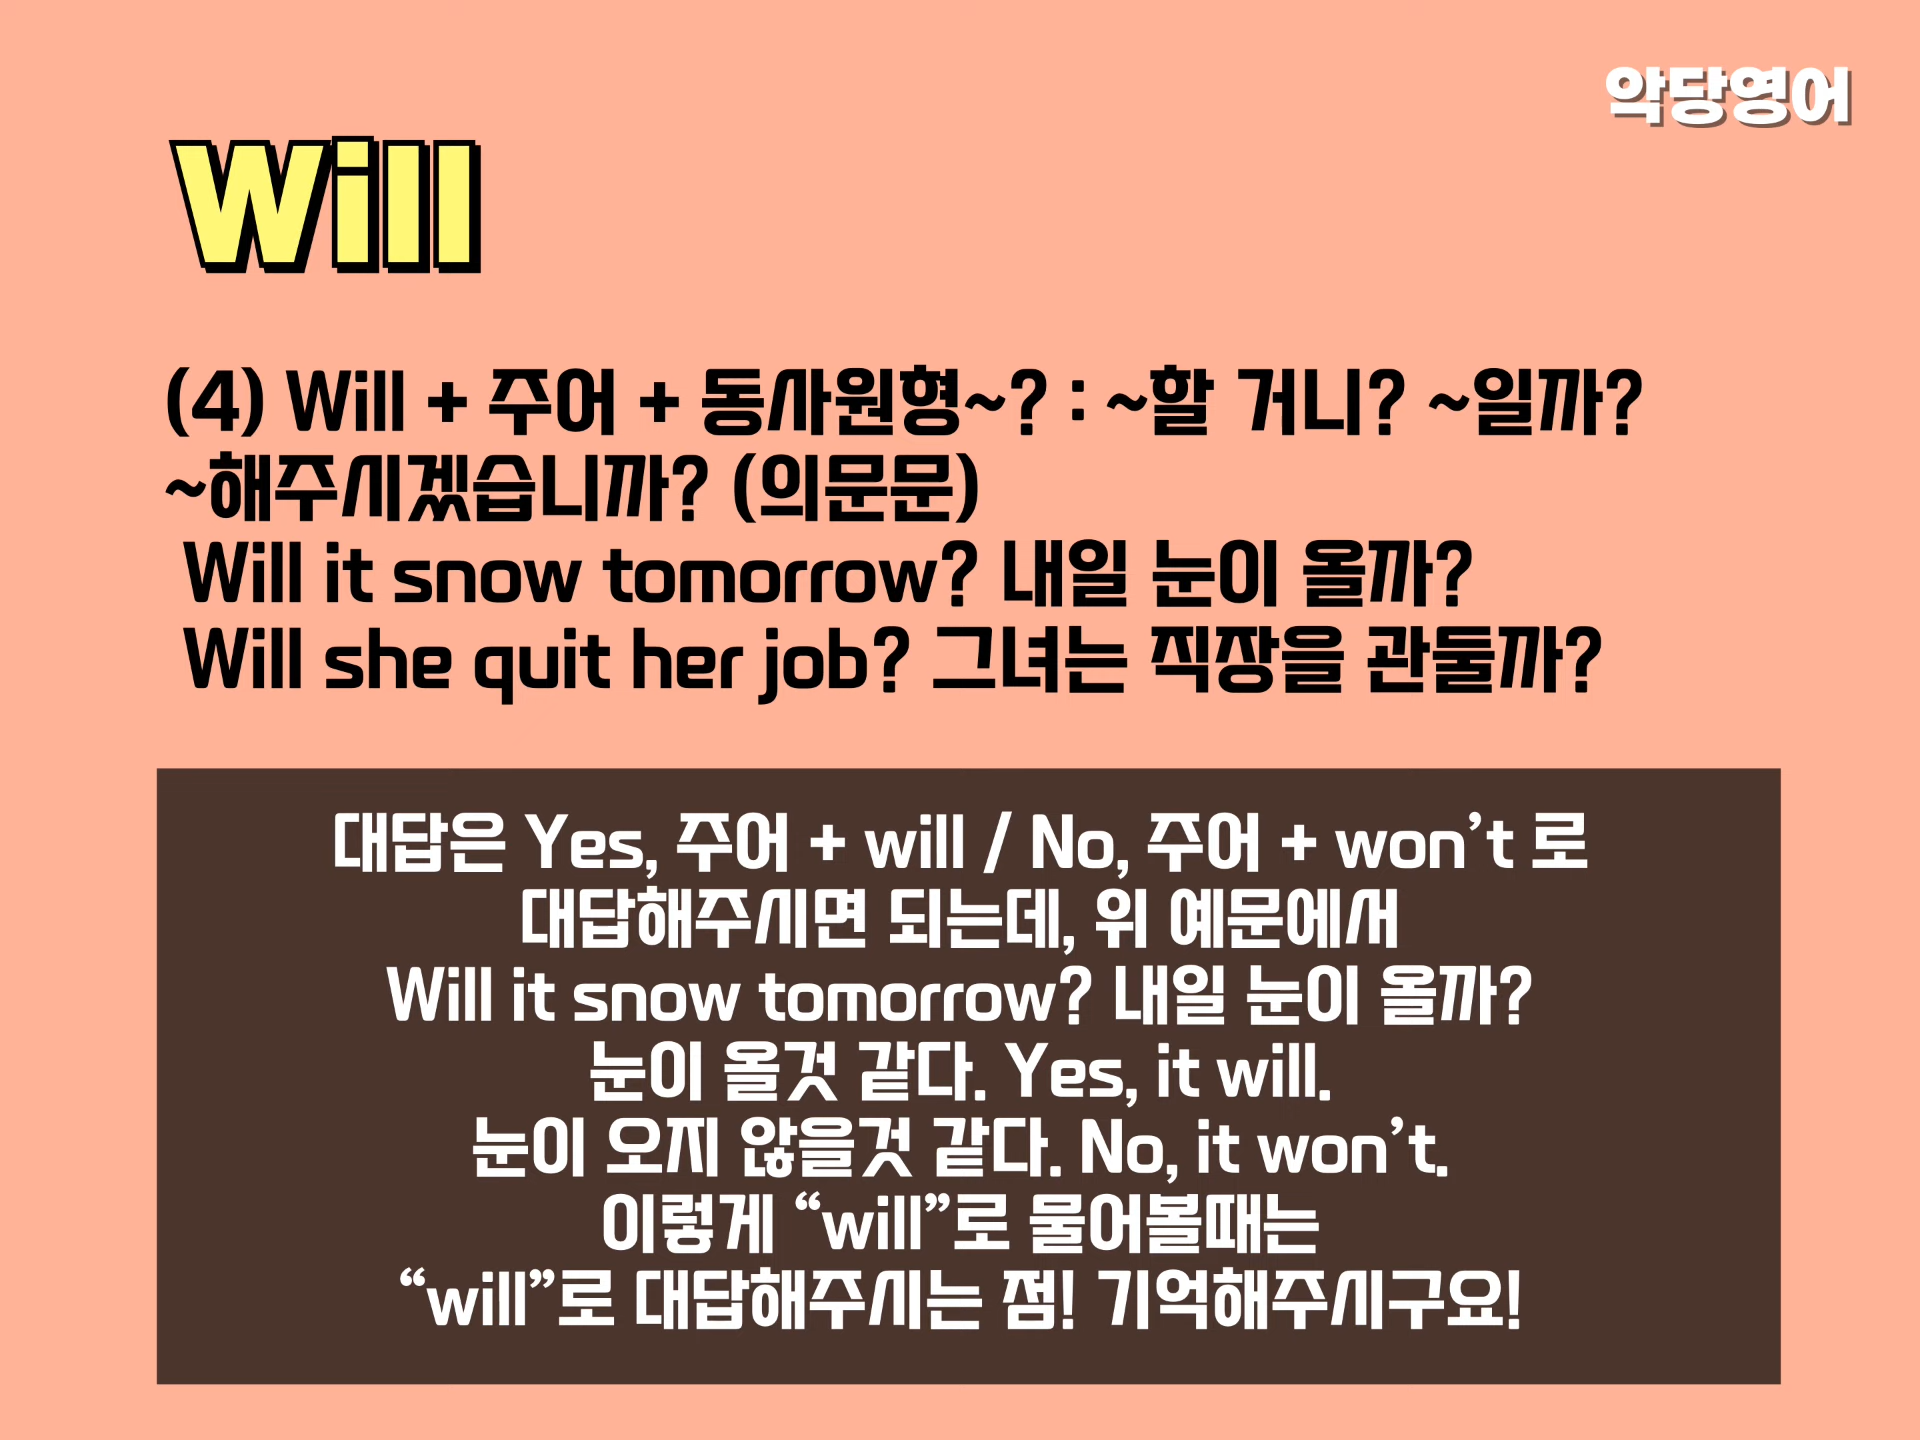 악당영어
Will
(4) Will + 주어 + 동사원형~? : ~할 거니? ~일까?
~해주시겠습니까? (의문문)
Will it snow tomorrow? 내일 눈이 올까?
Will she quit her job? 그녀는 직장을 관둘까?
대답은 Yes, 주어 + will / No, 주어 + won’t 로
대답해주시면 되는데, 위 예문에서
Will it snow tomorrow? 내일 눈이 올까?
눈이 올것 같다. Yes, it will.
눈이 오지 않을것 같다. No, it won’t.
이렇게 “will”로 물어볼때는
“will”로 대답해주시는 점! 기억해주시구요!